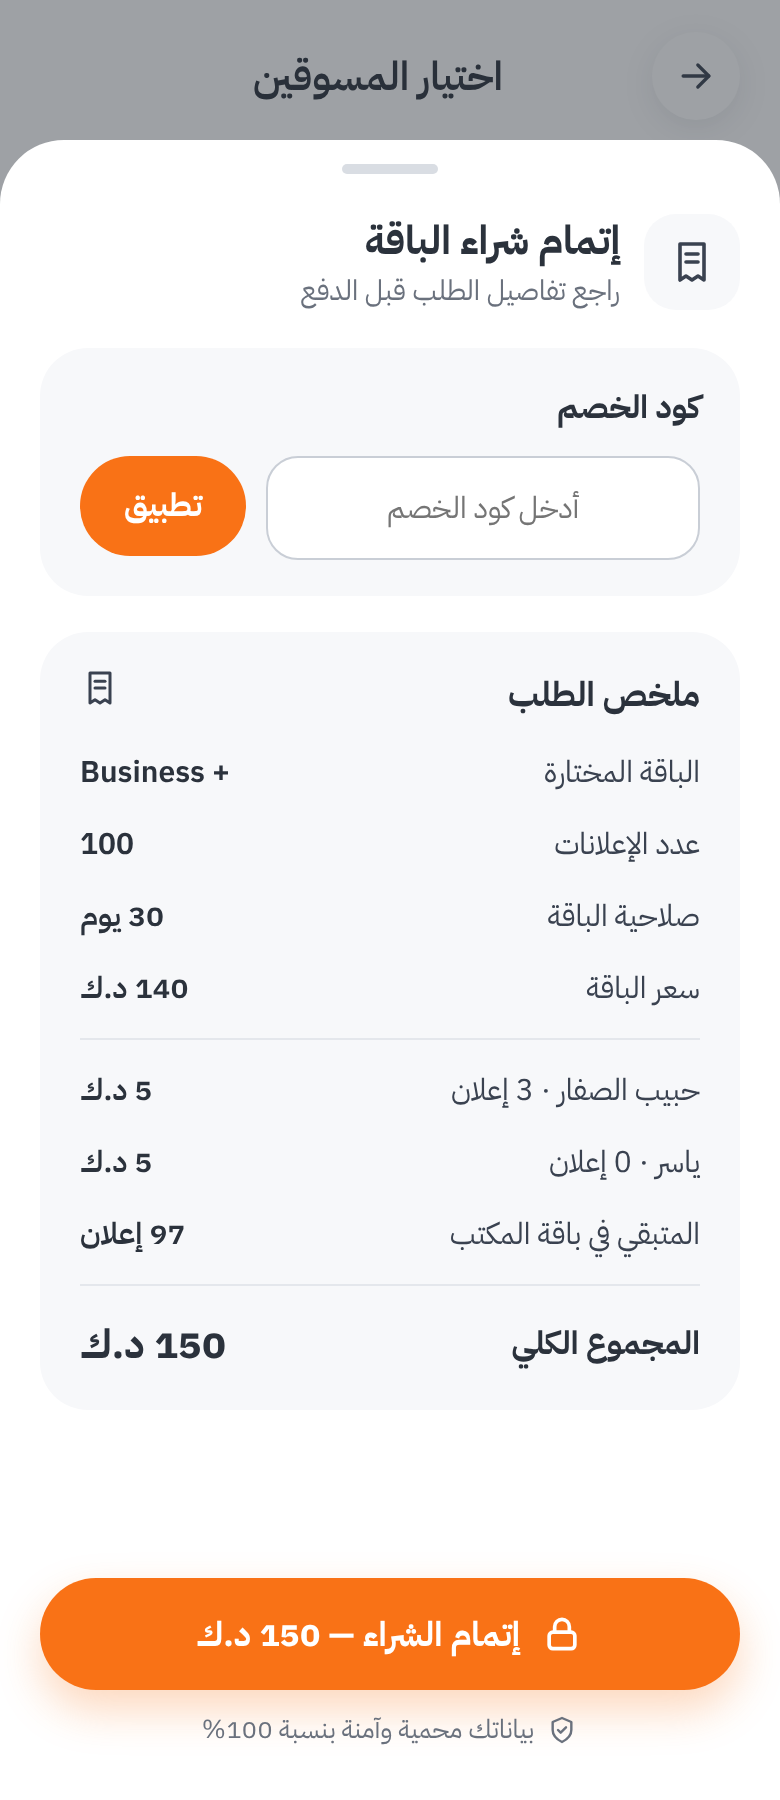 اختيار المسوقين
إتمام شراء الباقة
راجع تفاصيل الطلب قبل الدفع
كود الخصم
أدخل كود الخصم
تطبيق
ملخص الطلب
الباقة المختارة Business +
عدد الإعلانات 100
صلاحية الباقة 30 يوم
سعر الباقة 140 د.ك
حبيب الصفار · 3 إعلان 5 د.ك
ياسر · 0 إعلان 5 د.ك
المتبقي في باقة المكتب 97 إعلان
المجموع الكلي 150 د.ك
إتمام الشراء — 150 د.ك
بياناتك محمية وآمنة بنسبة 100%